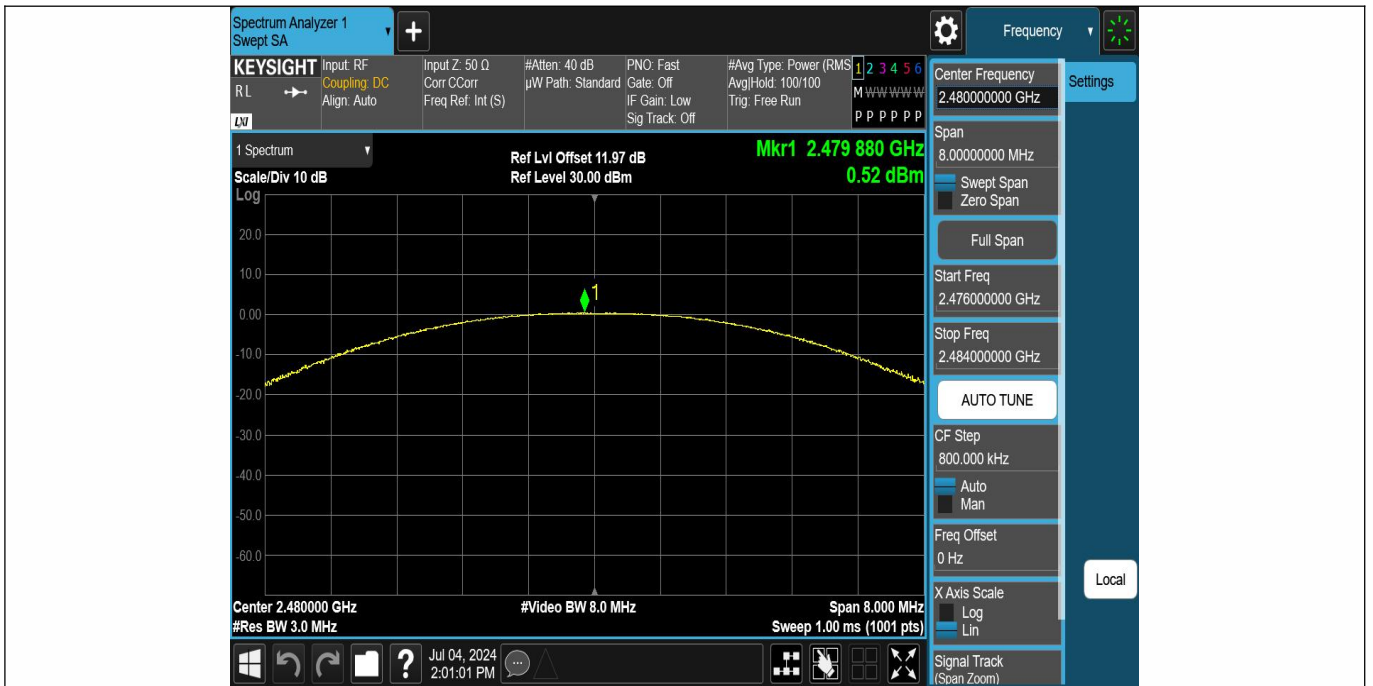 Spectrum Analyzer 1
Swept SA
Frequency
KEYSIGHT
RL
LXI
Input: RF
Coupling: DC
Align: Auto
Input Z: 50 Ω
Corr CCorr
Freq Ref: Int (S)
#Atten: 40 dB
µW Path: Standard
PNO: Fast
Gate: Off
IF Gain: Low
Sig Track: Off
#Avg Type: Power (RMS
Avg|Hold: 100/100
Trig: Free Run
1 2 3 4 5 6
M W W W W W
P P P P P P
1 Spectrum
Scale/Div 10 dB
Log
Ref Lvl Offset 11.97 dB
Ref Level 30.00 dBm
Mkr1 2.479 880 GHz
0.52 dBm
20.0
10.0
0.00
-10.0
-20.0
-30.0
-40.0
-50.0
-60.0
1
Center 2.480000 GHz
#Res BW 3.0 MHz
#Video BW 8.0 MHz
Span 8.000 MHz
Sweep 1.00 ms (1001 pts)
Center Frequency
2.480000000 GHz
Span
8.00000000 MHz
Swept Span
Zero Span
Full Span
Start Freq
2.476000000 GHz
Stop Freq
2.484000000 GHz
AUTO TUNE
CF Step
800.000 kHz
Auto
Man
Freq Offset
0 Hz
X Axis Scale
Log
Lin
Signal Track
(Span Zoom)
Settings
Local
?
Jul 04, 2024
2:01:01 PM